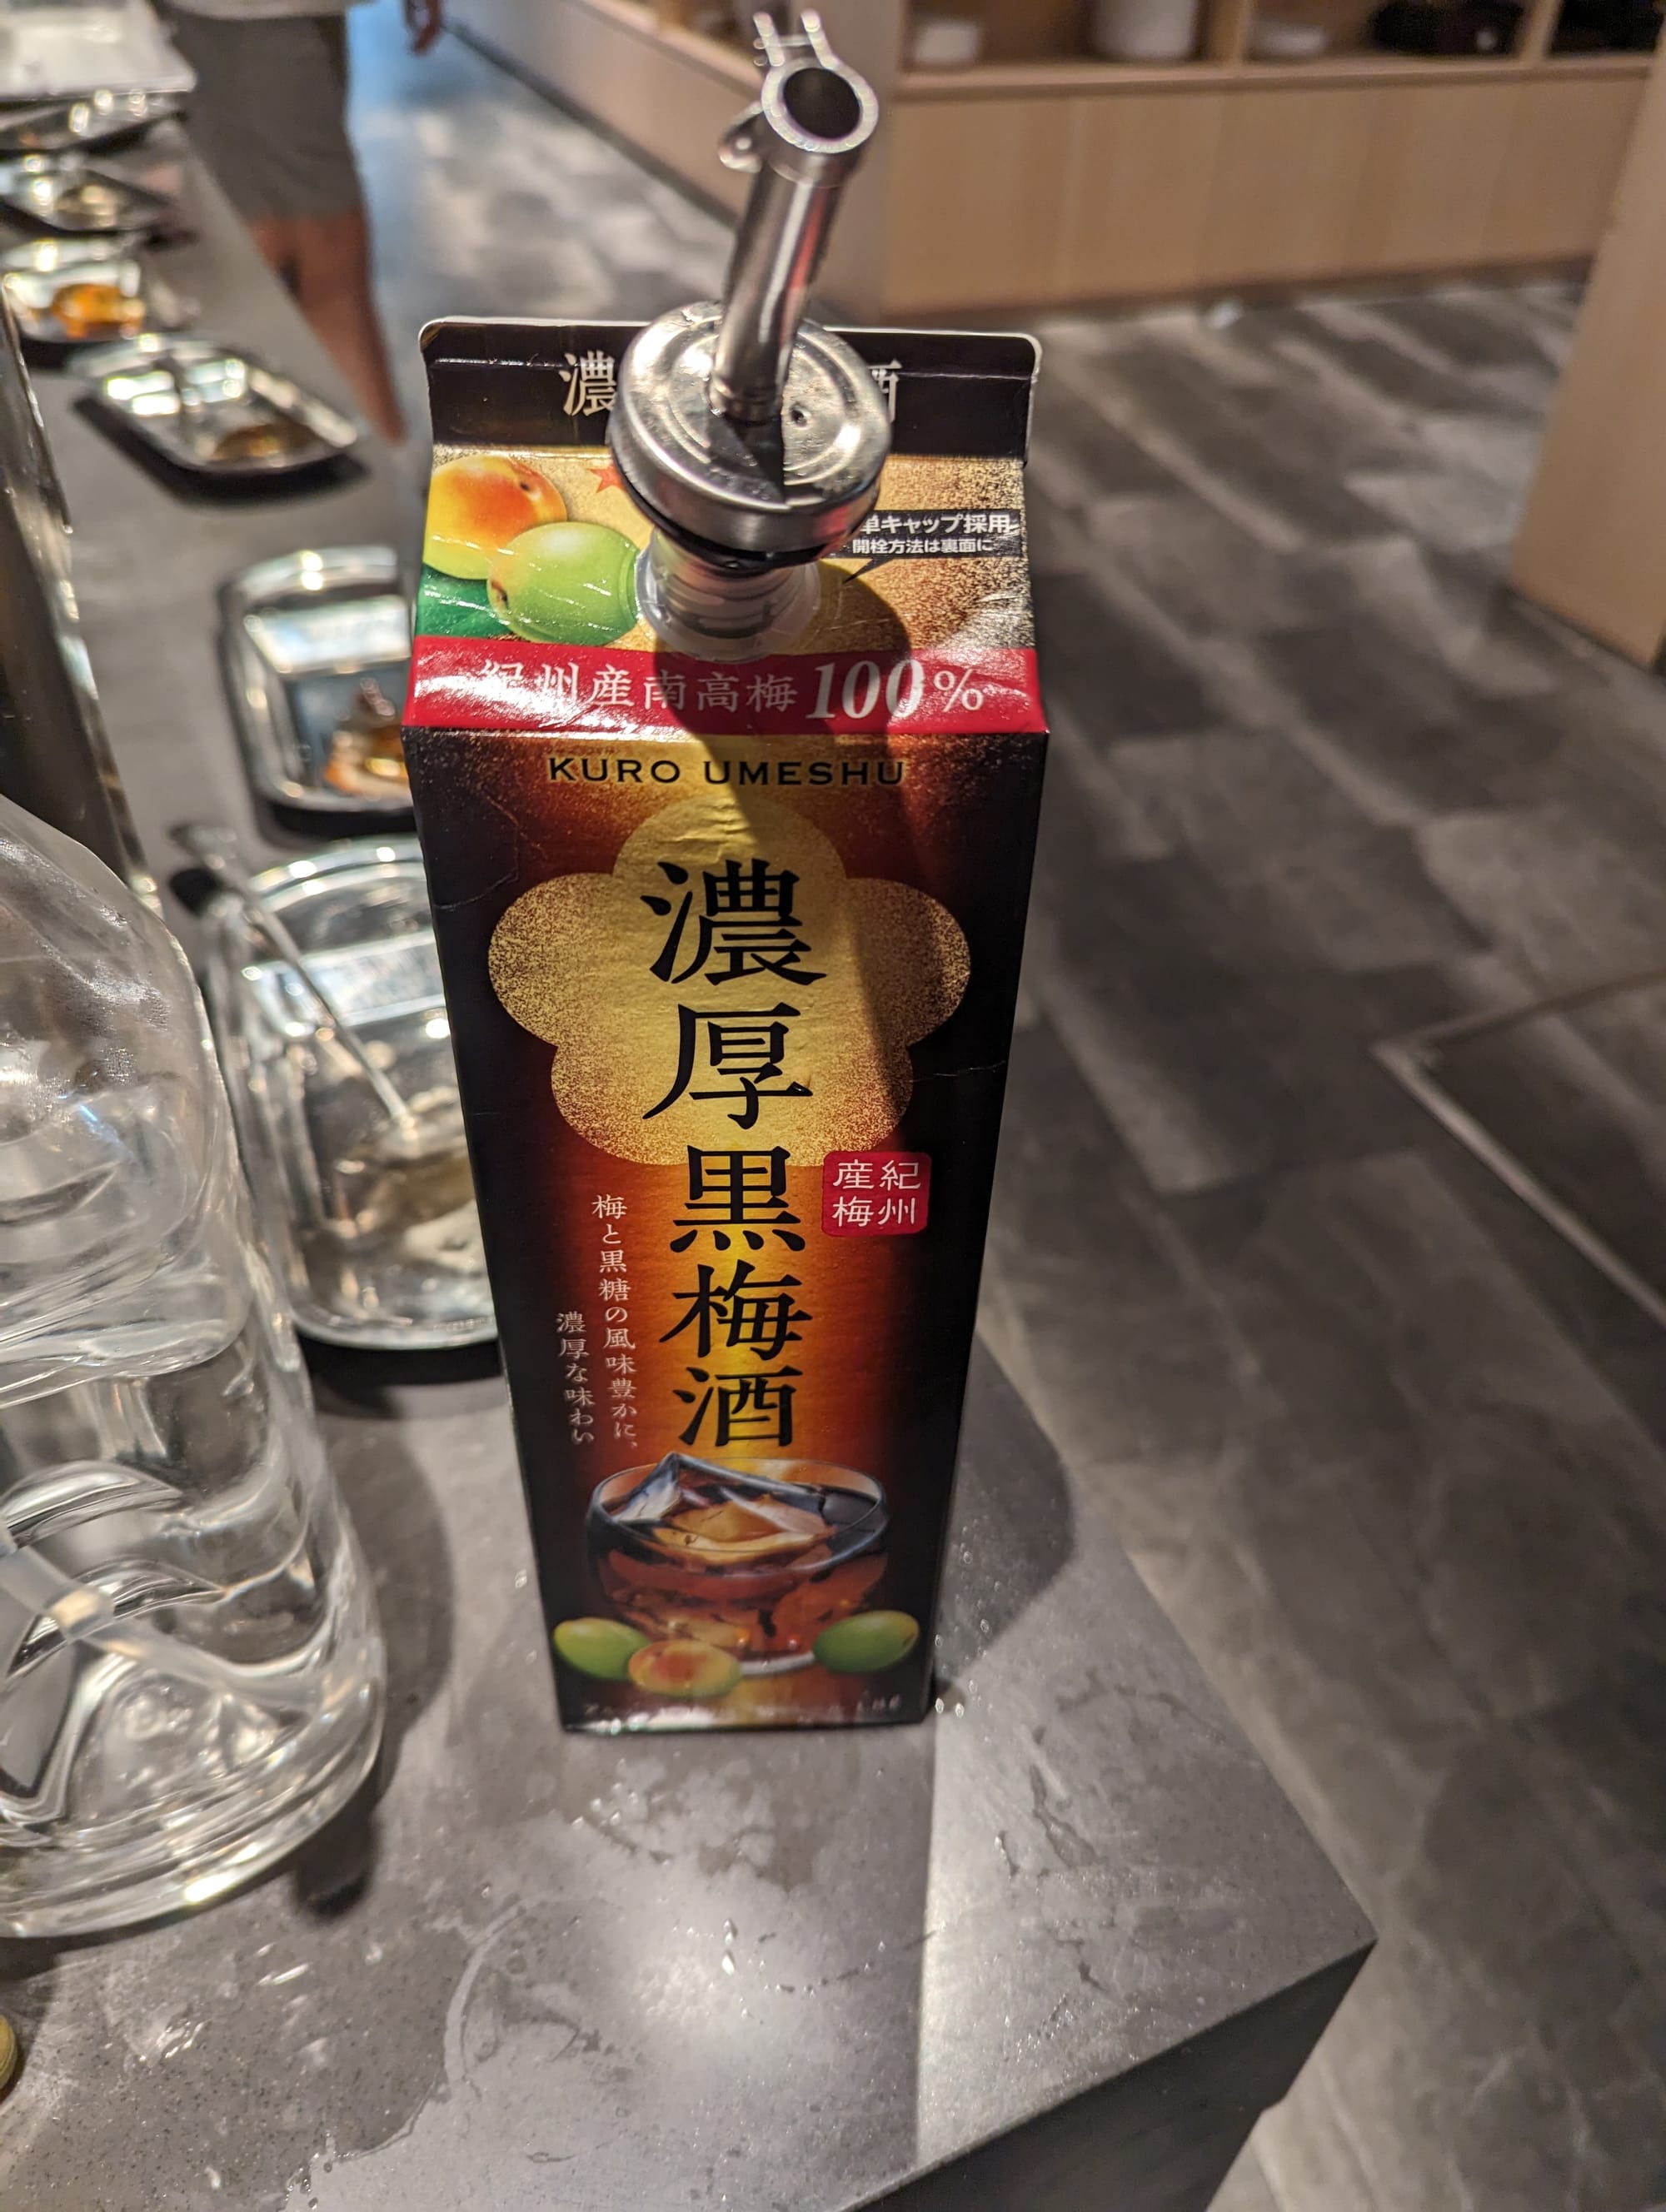 濃 酒
単キャップ採用
開栓方法は裏面に
紀州産南高梅100%
KURO UMESHU
濃厚黒梅酒
紀州
産梅
梅と黒糖の風味豊かに、
濃厚な味わい